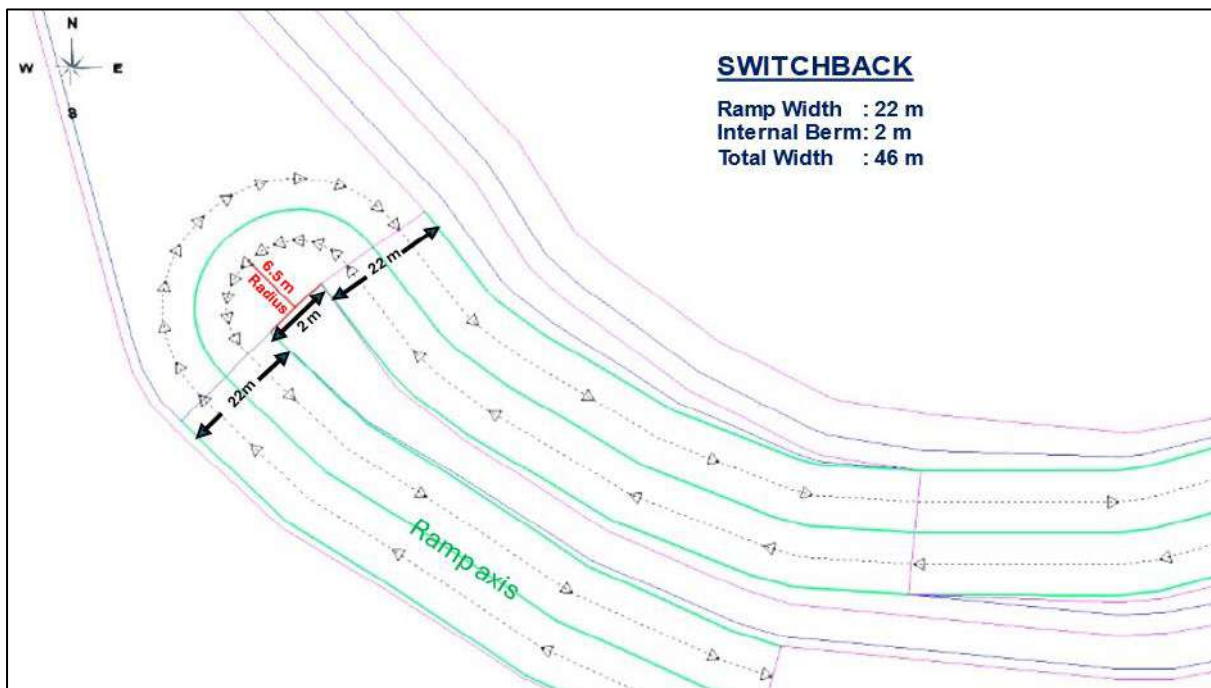 N
W E
S
SWITCHBACK
Ramp Width : 22 m
Internal Berm: 2 m
Total Width : 46 m
6.5 m
Radius
22 m
2 m
22m
Ramp axis